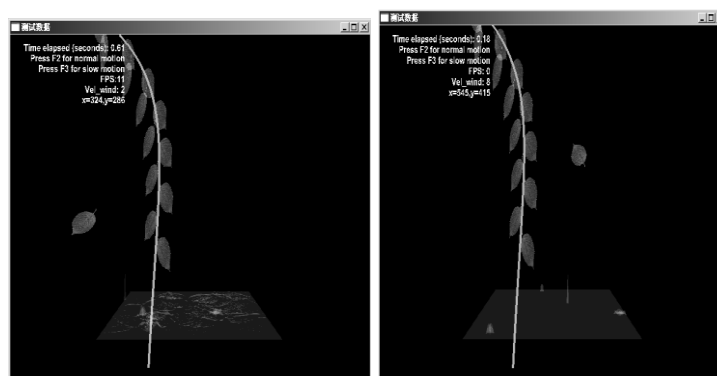 测试数据
Time elapsed (seconds): 0.61
Press F2 for normal motion
Press F3 for slow motion
FPS: 11
Vel_wind: 2
x=324,y=286
测试数据
Time elapsed (seconds): 0.18
Press F2 for normal motion
Press F3 for slow motion
FPS: 0
Vel_wind: 8
x=545,y=415